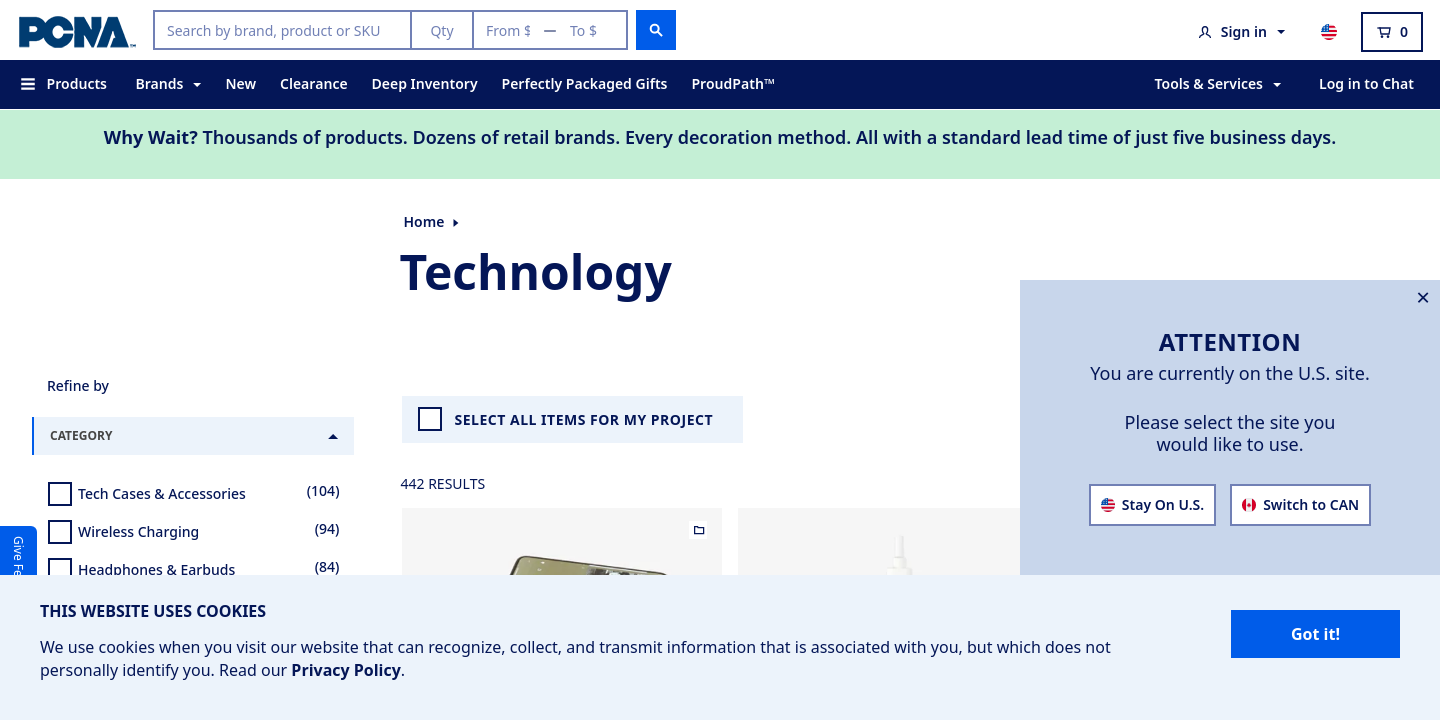 PCNA™
Search by brand, product or SKU
Qty
From $ — To $
Sign in
0
Products
Brands
New
Clearance
Deep Inventory
Perfectly Packaged Gifts
ProudPath™
Tools & Services
Log in to Chat
Why Wait? Thousands of products. Dozens of retail brands. Every decoration method. All with a standard lead time of just five business days.
Home
Technology
Refine by
CATEGORY
Tech Cases & Accessories (104)
Wireless Charging (94)
Headphones & Earbuds (84)
Give Fe
SELECT ALL ITEMS FOR MY PROJECT
442 RESULTS
ATTENTION
You are currently on the U.S. site.
Please select the site you
would like to use.
Stay On U.S.
Switch to CAN
THIS WEBSITE USES COOKIES
We use cookies when you visit our website that can recognize, collect, and transmit information that is associated with you, but which does not
personally identify you. Read our Privacy Policy.
Got it!